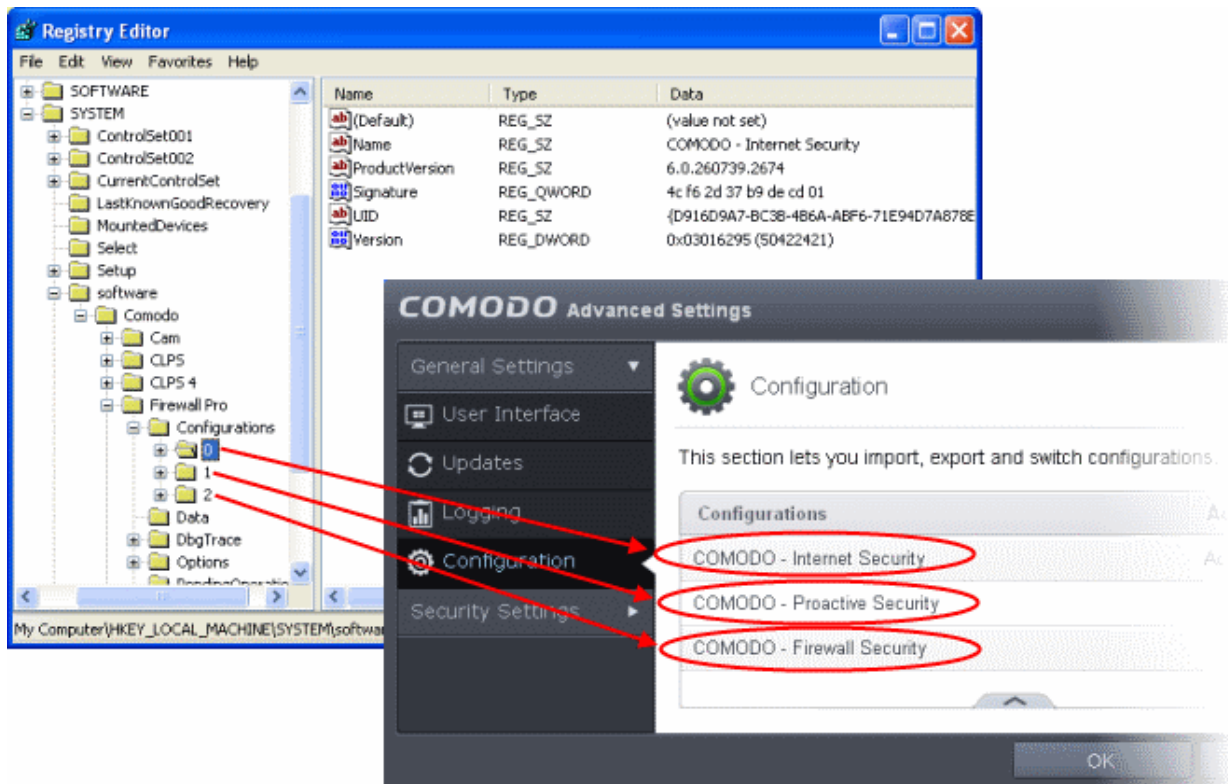 Registry Editor
File Edit View Favorites Help
SOFTWARE
SYSTEM
ControlSet001
ControlSet002
CurrentControlSet
LastKnownGoodRecovery
MountedDevices
Select
Setup
software
Comodo
Cam
CLPS
CLPS 4
Firewall Pro
Configurations
0
1
2
Data
DbgTrace
Options
Name Type Data
(Default) REG_SZ (value not set)
Name REG_SZ COMODO - Internet Security
ProductVersion REG_SZ 6.0.260739.2674
Signature REG_QWORD 4c f6 2d 37 b9 de cd 01
UID REG_SZ {D916D9A7-BC3B-4B6A-ABF6-71E94D7A878E
Version REG_DWORD 0x03016295 (50422421)
My Computer\HKEY_LOCAL_MACHINE\SYSTEM\softwar
COMODO Advanced Settings
General Settings
User Interface
Updates
Logging
Configuration
Security Settings
Configuration
This section lets you import, export and switch configurations.
Configurations
COMODO - Internet Security
COMODO - Proactive Security
COMODO - Firewall Security
OK